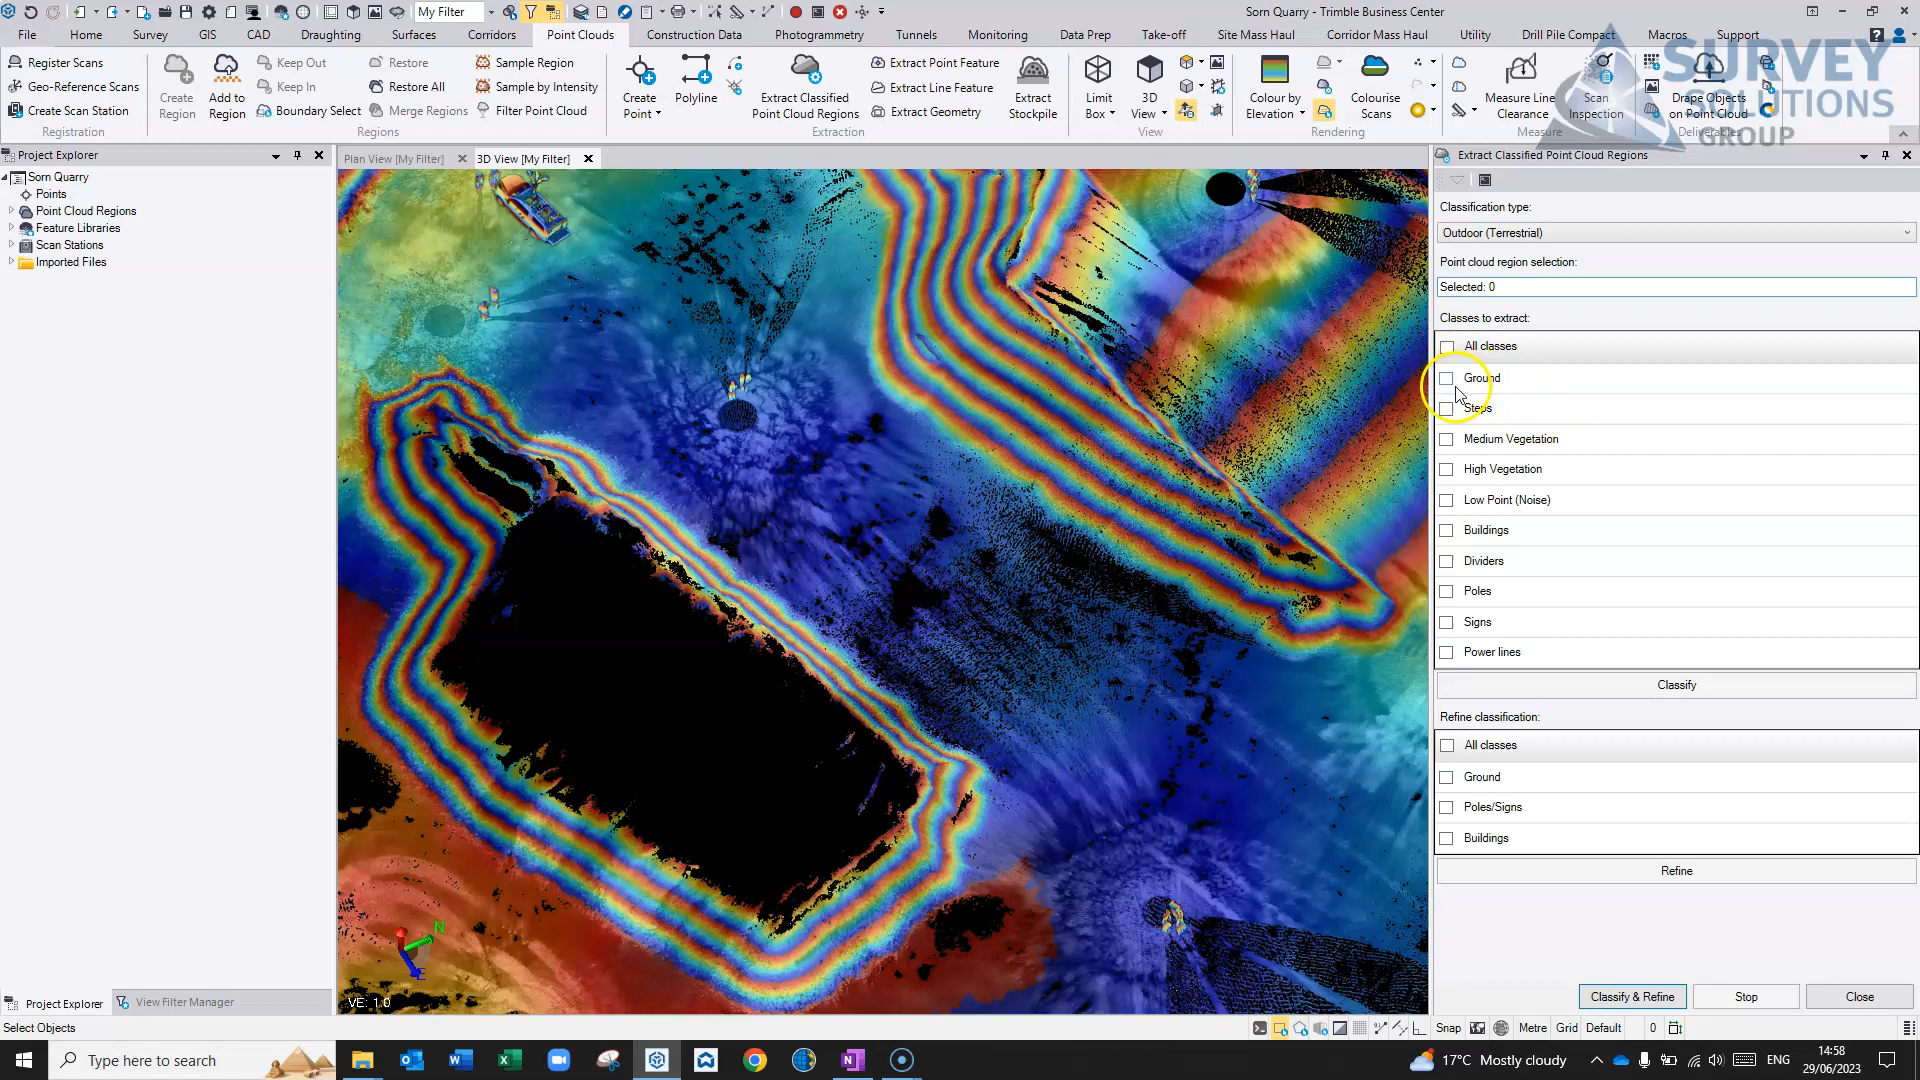 My Filter
Sorn Quarry - Trimble Business Center
File Home Survey GIS CAD Draughting Surfaces Corridors Point Clouds Construction Data Photogrammetry Tunnels Monitoring Data Prep Take-off Site Mass Haul Corridor Mass Haul Utility Drill Pile Compact Macros Support
Register Scans
Geo-Reference Scans
Create Scan Station
Registration
Create Region
Add to Region
Keep Out
Keep In
Boundary Select
Restore
Restore All
Merge Regions
Regions
Sample Region
Sample by Intensity
Filter Point Cloud
Create Point
Polyline
Extract Classified Point Cloud Regions
Extract Point Feature
Extract Line Feature
Extract Geometry
Extract Stockpile
Extraction
Limit Box
3D View
View
Colour by Elevation
Colourise Scans
Rendering
Measure Line Clearance
Scan Inspection
Measure
Drape Objects on Point Cloud
Deliverables
SURVEY
SOLUTIONS
GROUP
Project Explorer
Sorn Quarry
Points
Point Cloud Regions
Feature Libraries
Scan Stations
Imported Files
Plan View [My Filter]
3D View [My Filter]
N
E
VE: 1.0
Extract Classified Point Cloud Regions
Classification type:
Outdoor (Terrestrial)
Point cloud region selection:
Selected: 0
Classes to extract:
All classes
Ground
Steps
Medium Vegetation
High Vegetation
Low Point (Noise)
Buildings
Dividers
Poles
Signs
Power lines
Classify
Refine classification:
All classes
Ground
Poles/Signs
Buildings
Refine
Classify & Refine Stop Close
Project Explorer View Filter Manager
Select Objects
Snap Metre Grid Default 0
Type here to search
17°C Mostly cloudy
ENG
14:58
29/06/2023